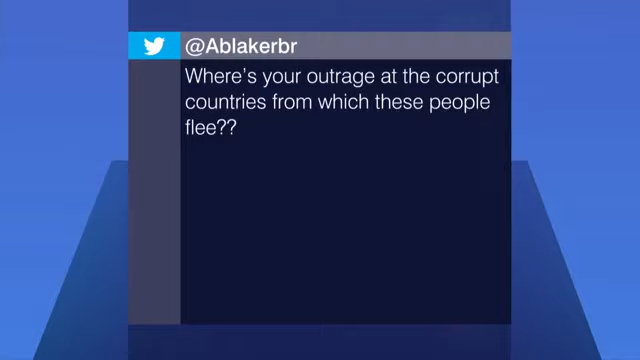 @Ablakerbr
Where's your outrage at the corrupt
countries from which these people
flee??